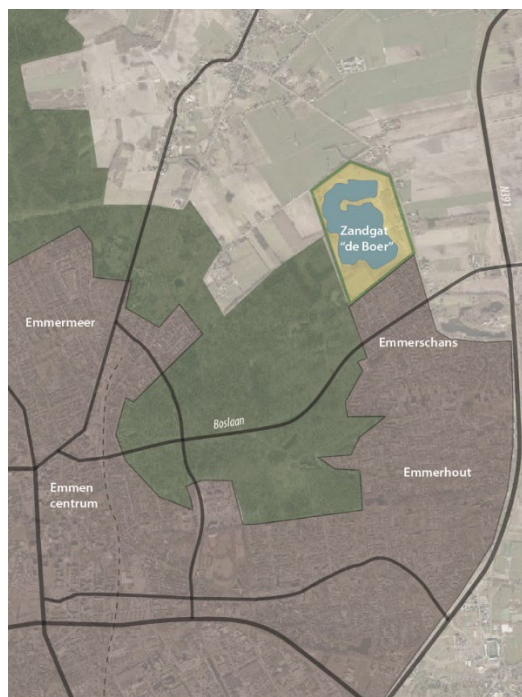 N391
Zandgat
"de Boer"
Emmermeer
Emmerschans
Boslaan
Emmerhout
Emmen
centrum